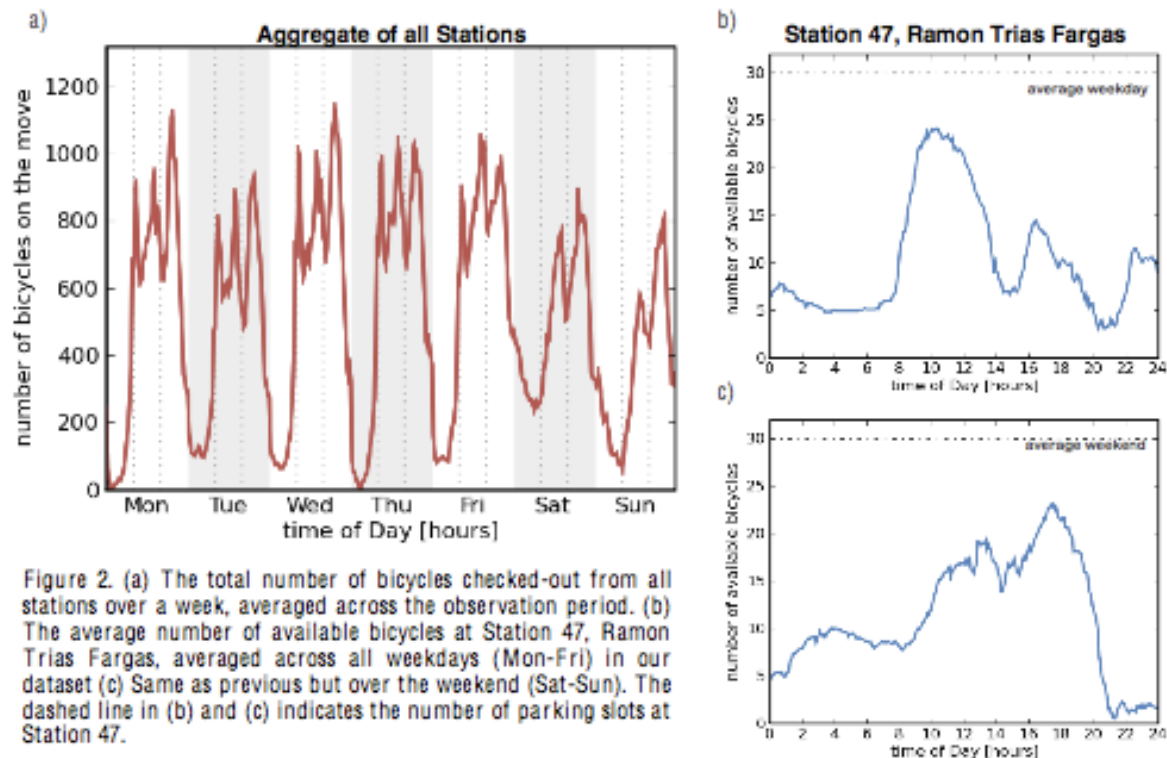 a)
Aggregate of all Stations
number of bicycles on the move
1200
1000
800
600
400
200
0
Mon Tue Wed Thu Fri Sat Sun
time of Day [hours]
Figure 2. (a) The total number of bicycles checked-out from all
stations over a week, averaged across the observation period. (b)
The average number of available bicycles at Station 47, Ramon
Trias Fargas, averaged across all weekdays (Mon-Fri) in our
dataset (c) Same as previous but over the weekend (Sat-Sun). The
dashed line in (b) and (c) indicates the number of parking slots at
Station 47.
b)
Station 47, Ramon Trias Fargas
number of available bicycles
30
25
20
15
10
5
0
average weekday
0 2 4 6 8 10 12 14 16 18 20 22 24
time of Day [hours]
c)
number of available bicycles
30
25
20
15
10
5
0
average weekend
0 2 4 6 8 10 12 14 16 18 20 22 24
time of Day [hours]